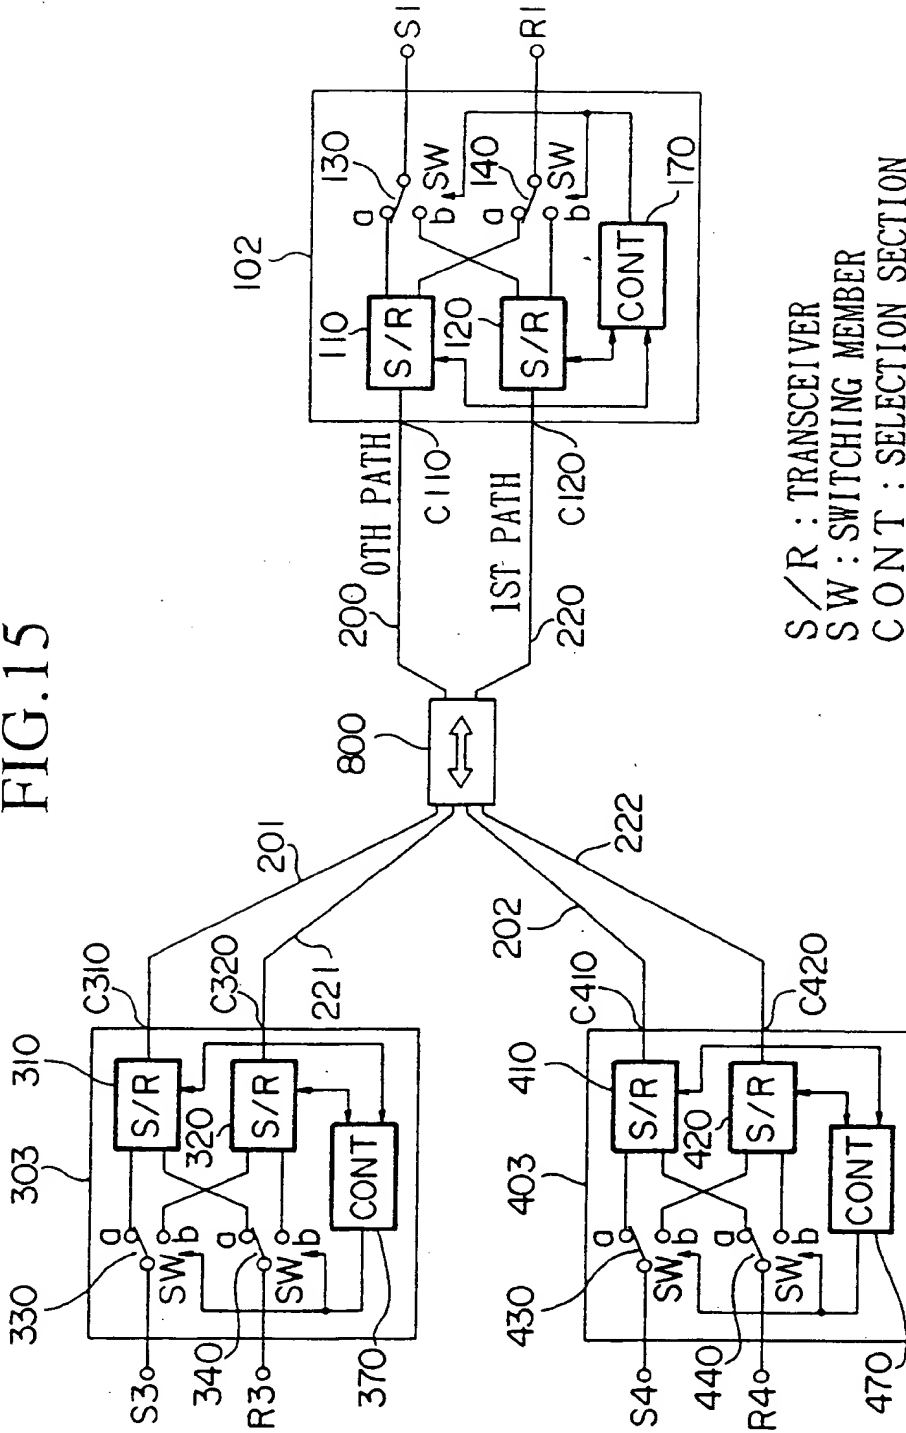 FIG.15
S1
R1
102
130
a
SW
b
140
a
SW
b
110
S/R
120
S/R
CONT
170
0TH PATH
C110
1ST PATH
C120
200
220
800
201
221
202
222
C310
C320
C410
C420
303
310
S/R
320
S/R
CONT
a
b
SW
a
b
SW
330
340
370
S3
R3
403
410
S/R
420
S/R
CONT
a
b
SW
a
b
SW
430
440
470
S4
R4
S/R : TRANSCEIVER
SW : SWITCHING MEMBER
CONT : SELECTION SECTION